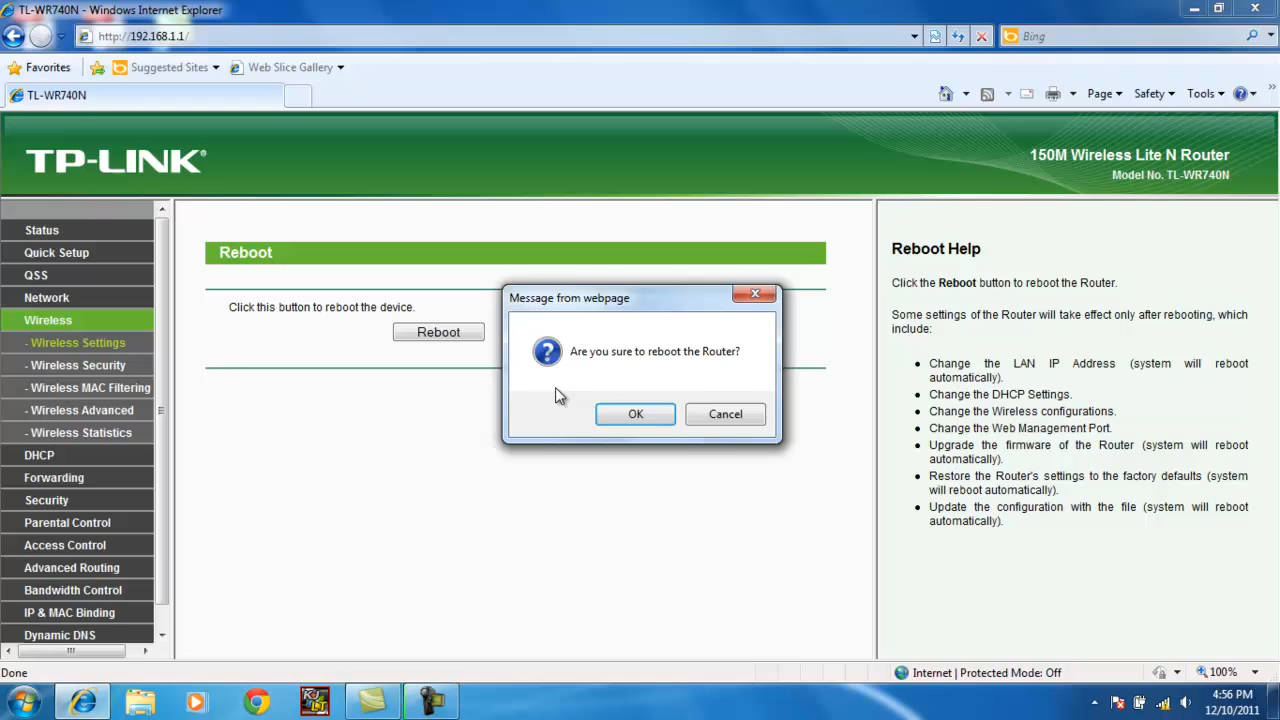 TL-WR740N - Windows Internet Explorer
http://192.168.1.1/
Bing
Favorites
Suggested Sites
Web Slice Gallery
TL-WR740N
Page
Safety
Tools
TP-LINK®
150M Wireless Lite N Router
Model No. TL-WR740N
Status
Quick Setup
QSS
Network
Wireless
- Wireless Settings
- Wireless Security
- Wireless MAC Filtering
- Wireless Advanced
- Wireless Statistics
DHCP
Forwarding
Security
Parental Control
Access Control
Advanced Routing
Bandwidth Control
IP & MAC Binding
Dynamic DNS
Reboot
Click this button to reboot the device.
Reboot
Message from webpage
Are you sure to reboot the Router?
OK
Cancel
Reboot Help
Click the Reboot button to reboot the Router.
Some settings of the Router will take effect only after rebooting, which
include:
Change the LAN IP Address (system will reboot
automatically).
Change the DHCP Settings.
Change the Wireless configurations.
Change the Web Management Port.
Upgrade the firmware of the Router (system will reboot
automatically).
Restore the Router's settings to the factory defaults (system
will reboot automatically).
Update the configuration with the file (system will reboot
automatically).
Done
Internet | Protected Mode: Off
100%
4:56 PM
12/10/2011